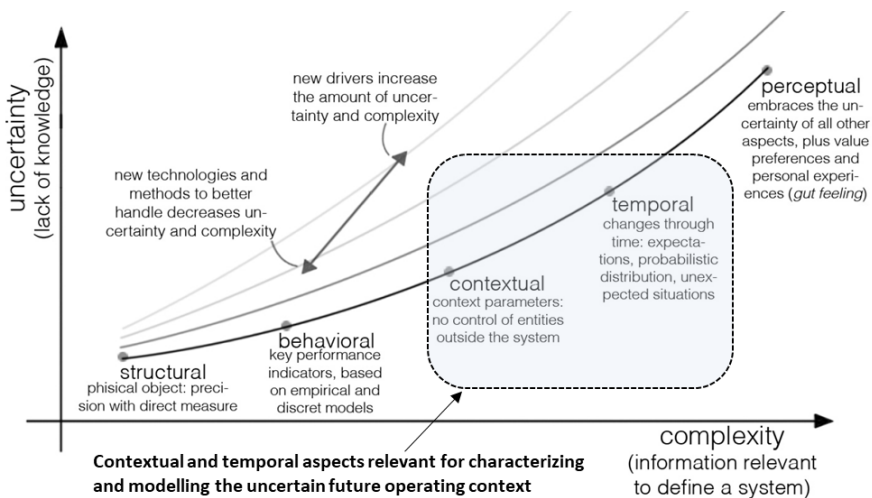 uncertainty
(lack of knowledge)
new drivers increase
the amount of uncer-
tainty and complexity
new technologies and
methods to better
handle decreases un-
certainty and complexity
perceptual
embraces the un-
certainty of all other
aspects, plus value
preferences and
personal experi-
ences (gut feeling)
temporal
changes through
time: expecta-
tions, probabilistic
distribution, unex-
pected situations
contextual
context parameters:
no control of entities
outside the system
behavioral
key performance
indicators, based
on empirical and
discret models
structural
phisical object: preci-
sion with direct measure
complexity
(information relevant
to define a system)
Contextual and temporal aspects relevant for characterizing
and modelling the uncertain future operating context